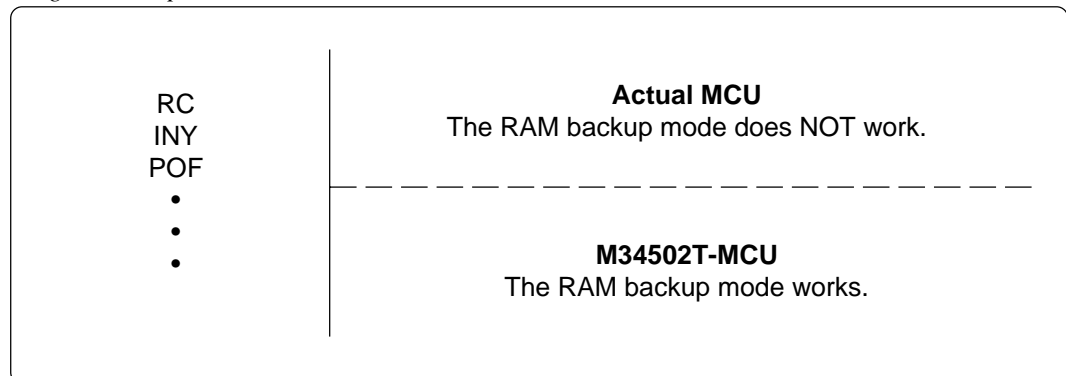 RC
INY
POF
•
•
•
Actual MCU
The RAM backup mode does NOT work.
M34502T-MCU
The RAM backup mode works.